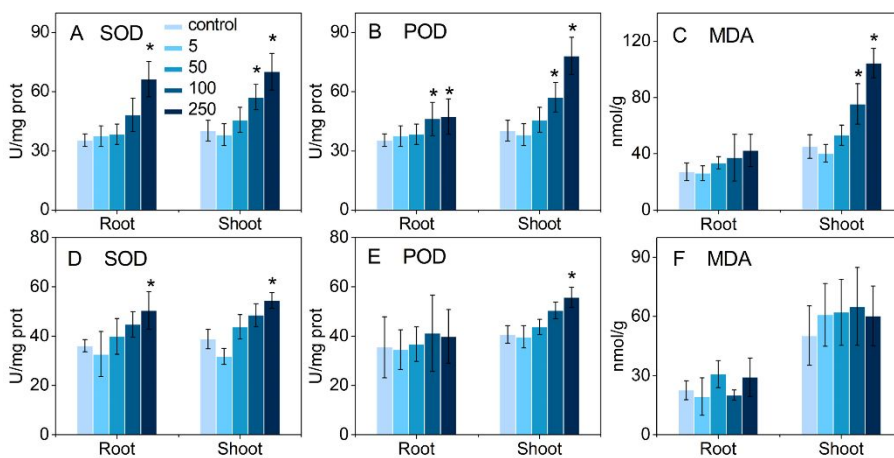 A SOD
control
5
50
100
250
* * *
U/mg prot
90
60
30
0
Root Shoot
B POD
* * * *
U/mg prot
90
60
30
0
Root Shoot
C MDA
* *
nmol/g
120
80
40
0
Root Shoot
D SOD
* *
U/mg prot
80
60
40
20
0
Root Shoot
E POD
*
U/mg prot
80
60
40
20
0
Root Shoot
F MDA
nmol/g
90
60
30
0
Root Shoot